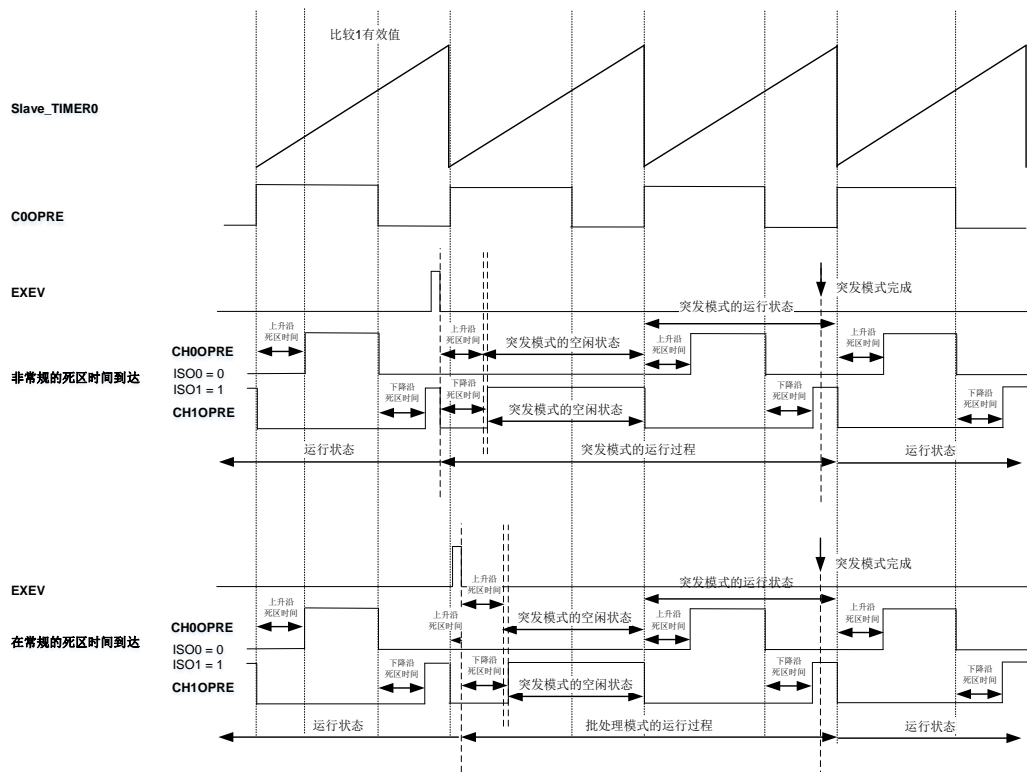 比较1有效值
Slave_TIMER0
C0OPRE
EXEV
突发模式完成
突发模式的运行状态
上升沿
死区时间
上升沿
死区时间
突发模式的空闲状态
上升沿
死区时间
上升沿
死区时间
CH0OPRE
ISO0 = 0
非常规的死区时间到达
ISO1 = 1
CH1OPRE
下降沿
死区时间
下降沿
死区时间
突发模式的空闲状态
下降沿
死区时间
下降沿
死区时间
运行状态
突发模式的运行过程
运行状态
EXEV
突发模式完成
突发模式的运行状态
上升沿
死区时间
上升沿
死区时间
上升沿
死区时间
突发模式的空闲状态
上升沿
死区时间
上升沿
死区时间
CH0OPRE
ISO0 = 0
在常规的死区时间到达
ISO1 = 1
CH1OPRE
下降沿
死区时间
下降沿
死区时间
突发模式的空闲状态
下降沿
死区时间
下降沿
死区时间
运行状态
批处理模式的运行过程
运行状态